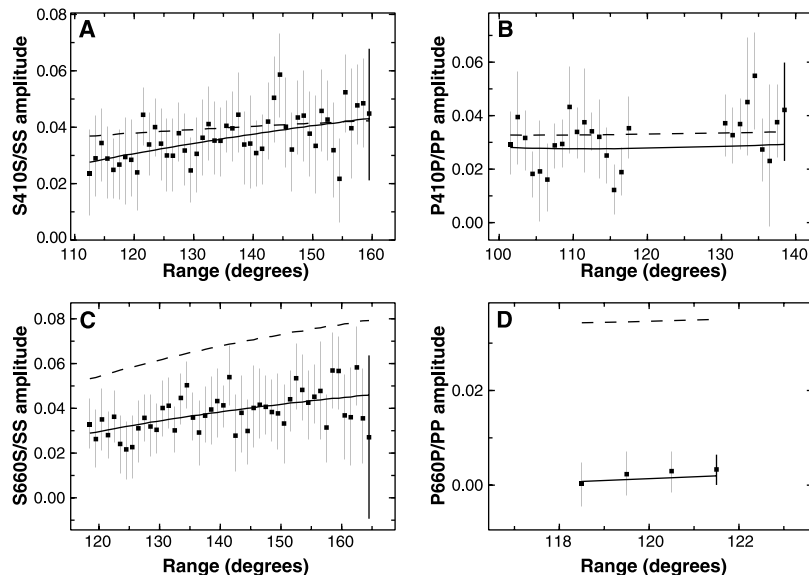 A
S410S/SS amplitude
0.08
0.06
0.04
0.02
0.00
110 120 130 140 150 160
Range (degrees)
B
P410P/PP amplitude
0.08
0.06
0.04
0.02
0.00
100 110 120 130 140
Range (degrees)
C
S660S/SS amplitude
0.08
0.06
0.04
0.02
0.00
120 130 140 150 160
Range (degrees)
D
P660P/PP amplitude
0.02
0.00
118 120 122
Range (degrees)